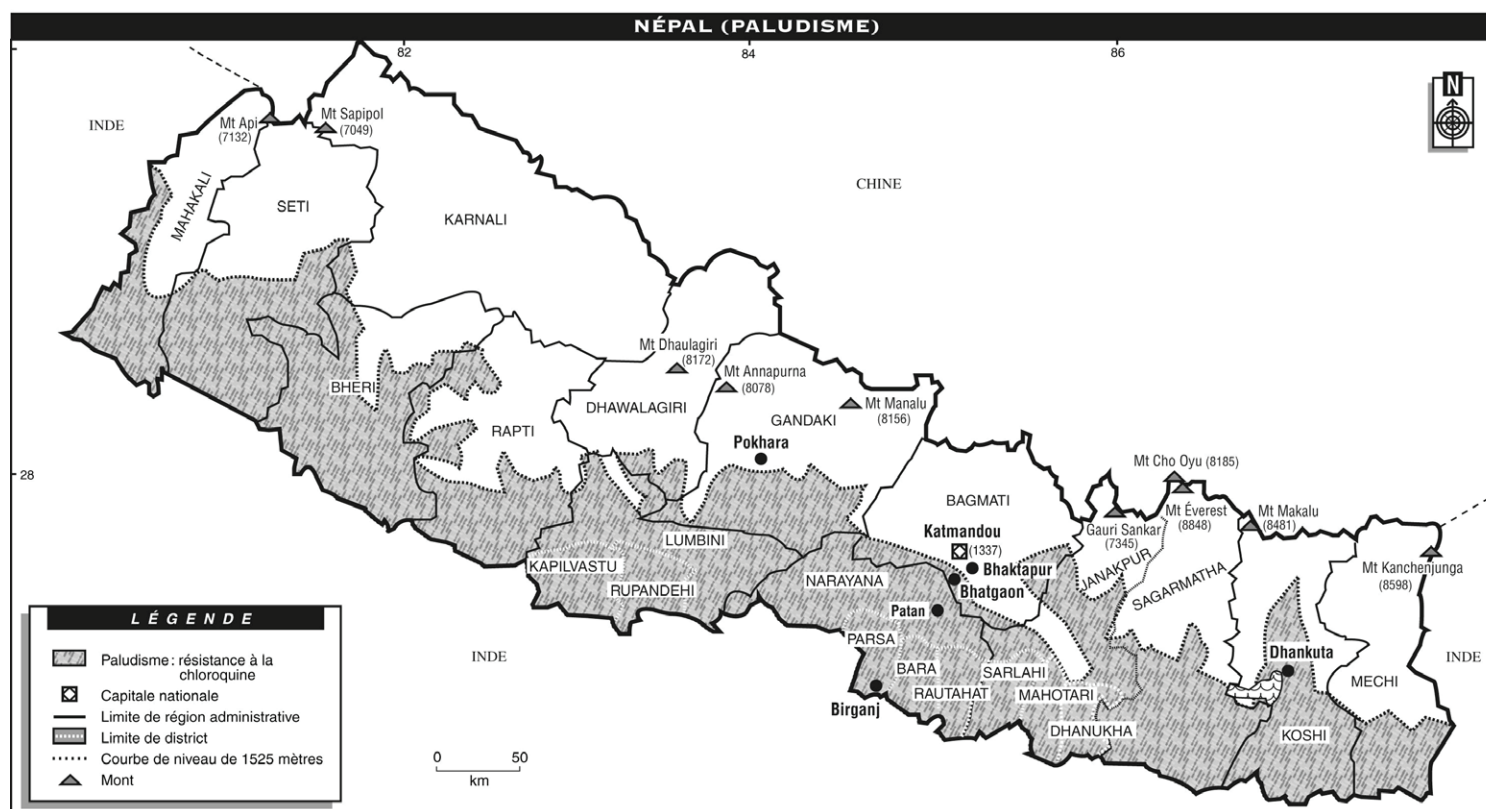 NÉPAL (PALUDISME)
82
84
86
N
INDE
Mt Api
(7132)
Mt Sapipol
(7049)
CHINE
MAHAKALI
SETI
KARNALI
Mt Dhaulagiri
(8172)
Mt Annapurna
(8078)
Mt Manalu
(8156)
BHERI
DHAWALAGIRI
GANDAKI
RAPTI
Pokhara
28
Mt Cho Oyu (8185)
BAGMATI
Mt Éverest
(8848)
Mt Makalu
(8481)
Gauri Sankar
(7345)
Katmandou
(1337)
LUMBINI
KAPILVASTU
RUPANDEHI
NARAYANA
Bhaktapur
Bhatgaon
JANAKPUR
SAGARMATHA
Mt Kanchenjunga
(8598)
Patan
PARSA
BARA
SARLAHI
RAUTAHAT
MAHOTARI
DHANUKHA
Birganj
Dhankuta
MECHI
KOSHI
INDE
INDE
LÉGENDE
Paludisme : résistance à la
chloroquine
Capitale nationale
Limite de région administrative
Limite de district
Courbe de niveau de 1525 mètres
Mont
0
50
km